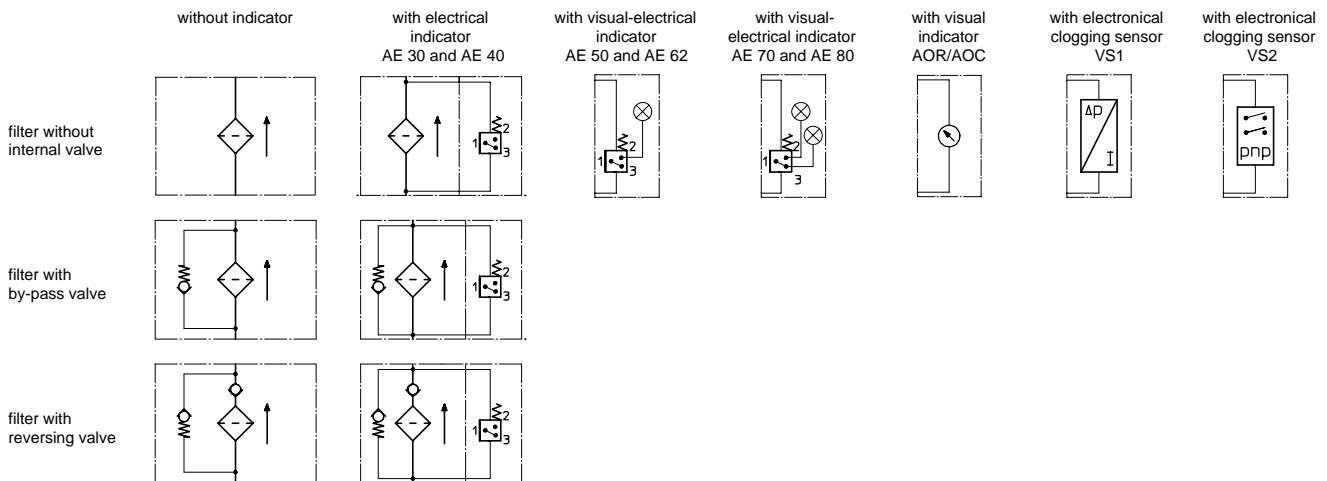 without indicator
with electrical
indicator
AE 30 and AE 40
with visual-electrical
indicator
AE 50 and AE 62
with visual-
electrical indicator
AE 70 and AE 80
with visual
indicator
AOR/AOC
with electronical
clogging sensor
VS1
with electronical
clogging sensor
VS2
filter without
internal valve
1 2
3
1 2
3
1 2
3
Δp
I
pnp
filter with
by-pass valve
1 2
3
filter with
reversing valve
1 2
3